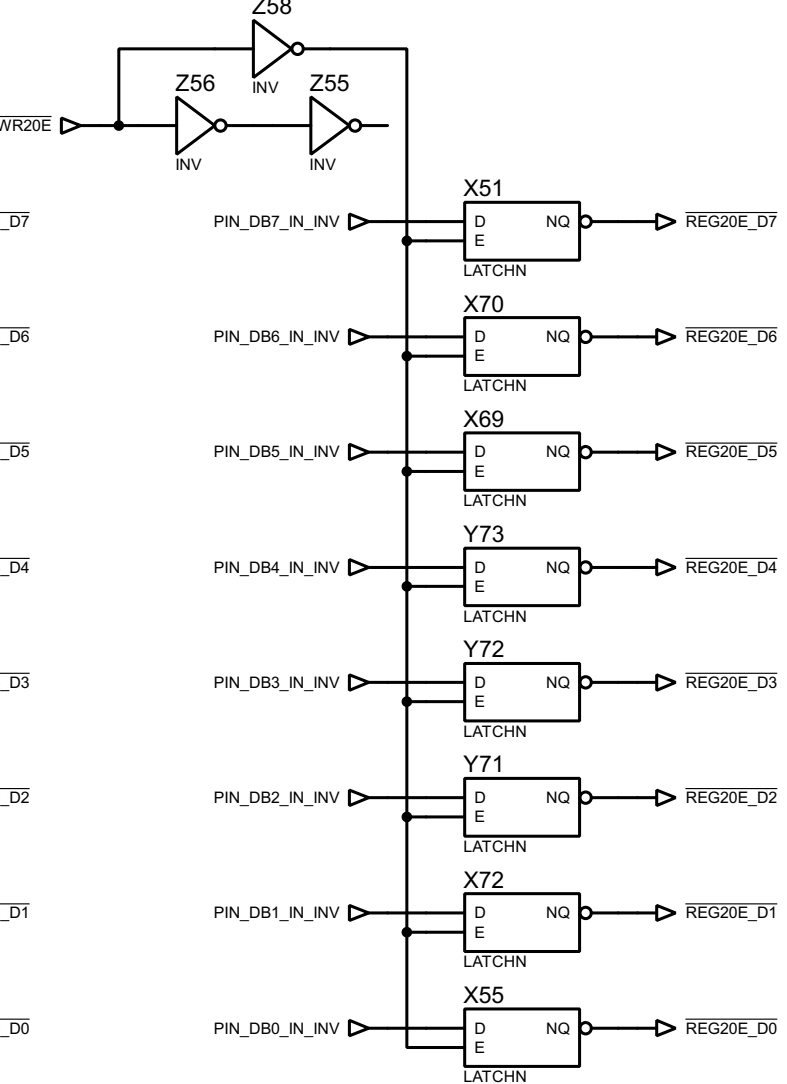 Z58
INV
Z56
Z55
WR20E
INV
INV
X51
_D7
PIN_DB7_IN_INV
D
NQ
REG20E_D7
E
LATCHN
X70
_D6
PIN_DB6_IN_INV
D
NQ
REG20E_D6
E
LATCHN
X69
_D5
PIN_DB5_IN_INV
D
NQ
REG20E_D5
E
LATCHN
Y73
_D4
PIN_DB4_IN_INV
D
NQ
REG20E_D4
E
LATCHN
Y72
_D3
PIN_DB3_IN_INV
D
NQ
REG20E_D3
E
LATCHN
Y71
_D2
PIN_DB2_IN_INV
D
NQ
REG20E_D2
E
LATCHN
X72
_D1
PIN_DB1_IN_INV
D
NQ
REG20E_D1
E
LATCHN
X55
_D0
PIN_DB0_IN_INV
D
NQ
REG20E_D0
E
LATCHN